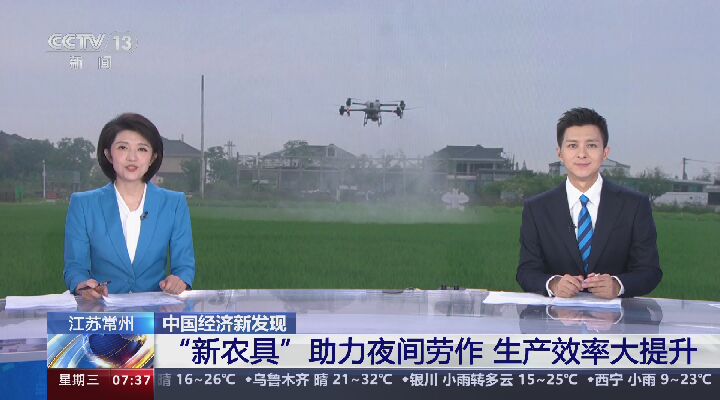 CCTV 13
新闻
江苏常州
中国经济新发现
“新农具”助力夜间劳作 生产效率大提升
星期三 07:37 晴 16~26℃ •乌鲁木齐 晴 21~32℃ •银川 小雨转多云 15~25℃ •西宁 小雨 9~23℃